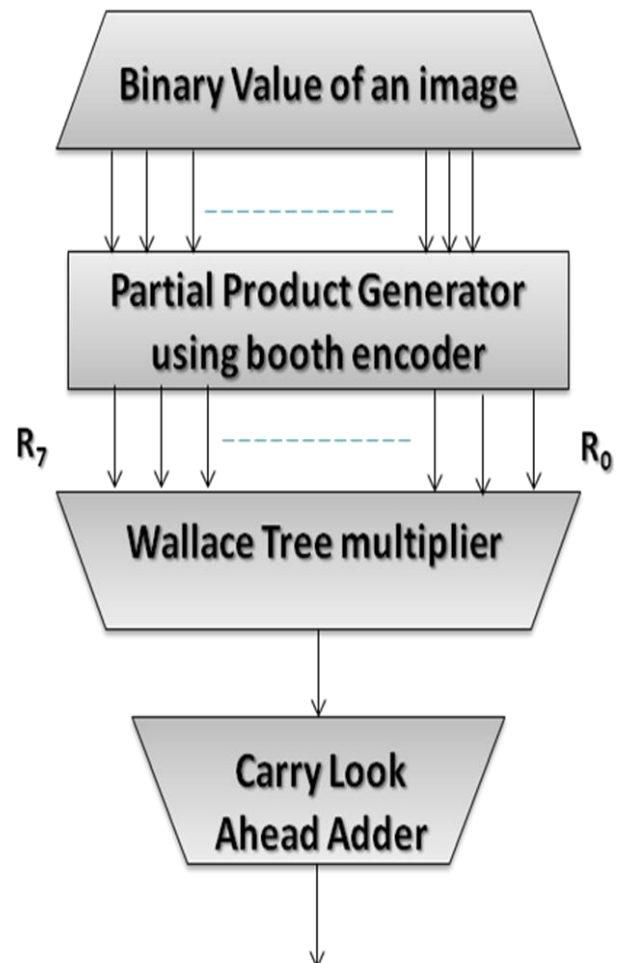 Binary Value of an image
Partial Product Generator
using booth encoder
R₇
R₀
Wallace Tree multiplier
Carry Look
Ahead Adder